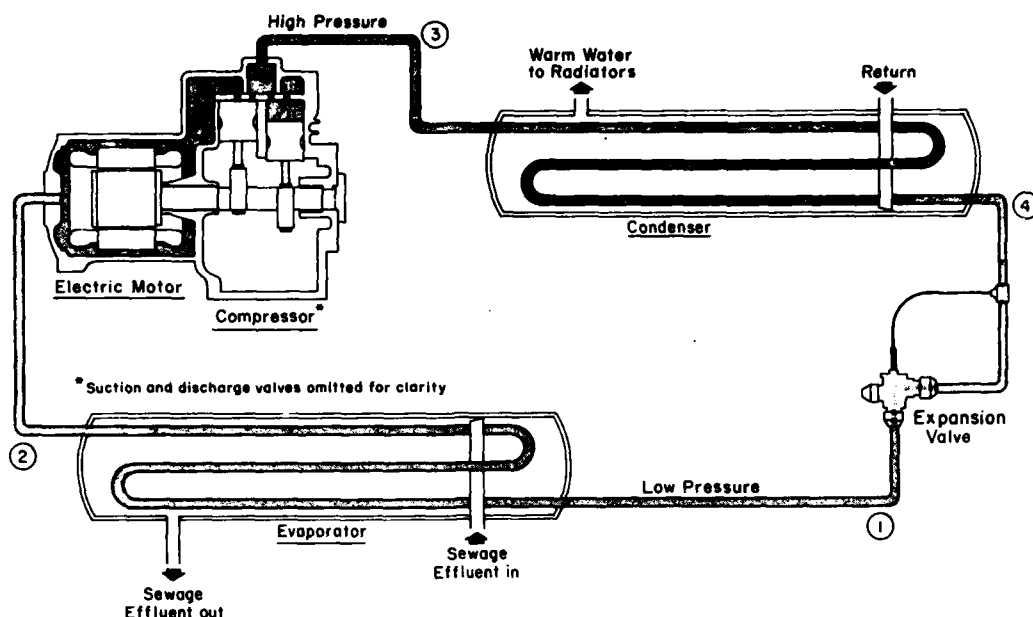 High Pressure
3
Warm Water
to Radiators
Return
Condenser
4
Electric Motor
Compressor*
*Suction and discharge valves omitted for clarity
Expansion
Valve
2
Low Pressure
1
Evaporator
Sewage
Effluent in
Sewage
Effluent out